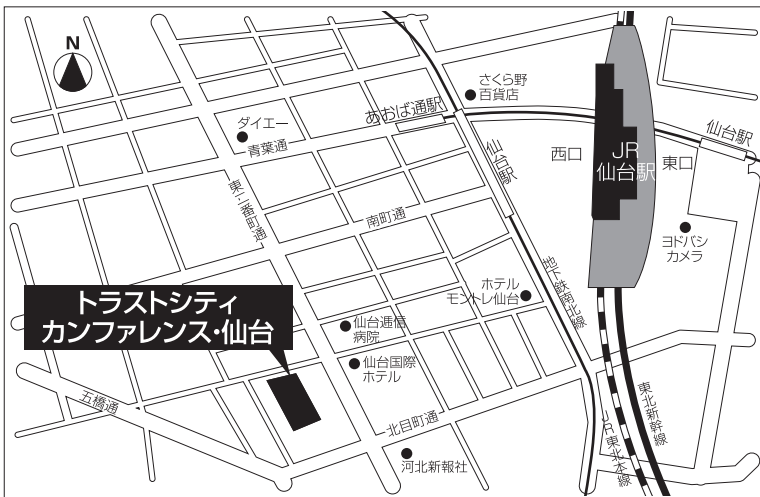 N
さくら野
百貨店
あおば通駅
ダイエー
青葉通
仙台駅
西口
JR
仙台駅
東口
仙台駅
東二番町通
南町通
ヨドバシ
カメラ
地下鉄南北線
ホテル
モントレ仙台
トラストシティ
カンファレンス・仙台
仙台逓信
病院
仙台国際
ホテル
五橋通
北目町通
河北新報社
東北新幹線
JR東北本線